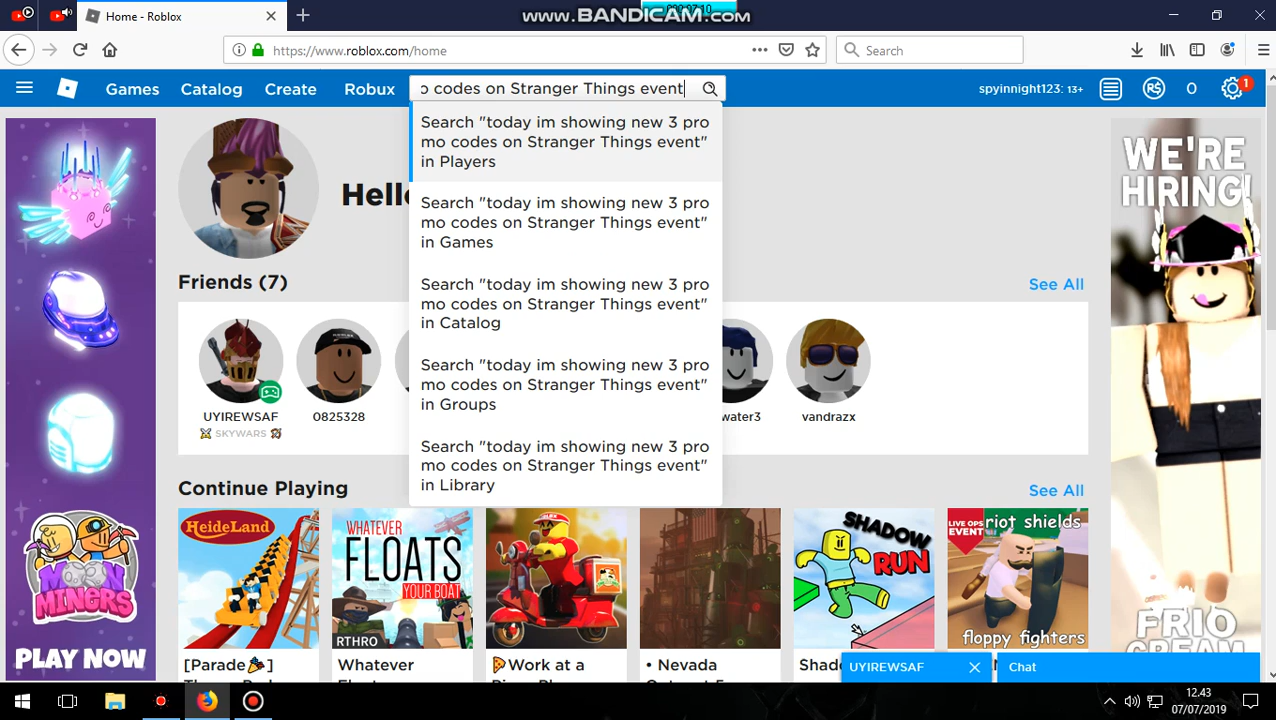 www.BANDICAM.com
Home - Roblox
https://www.roblox.com/home
Search
Games
Catalog
Create
Robux
codes on Stranger Things event
spyinnight123: 13+
0
1
Search "today im showing new 3 pro
mo codes on Stranger Things event"
in Players
Search "today im showing new 3 pro
mo codes on Stranger Things event"
in Games
Search "today im showing new 3 pro
mo codes on Stranger Things event"
in Catalog
Search "today im showing new 3 pro
mo codes on Stranger Things event"
in Groups
Search "today im showing new 3 pro
mo codes on Stranger Things event"
in Library
Hello
Friends (7)
See All
UYIREWSAF
SKYWARS
0825328
water3
vandrazx
Continue Playing
See All
HeideLand
WHATEVER
FLOATS
YOUR BOAT
RTHRO
SHADOW
RUN
LIVE OPS
EVENT
riot shields
floppy fighters
[Parade
Whatever
Work at a
• Nevada
UYIREWSAF
Chat
MOON
MINERS
PLAY NOW
WE'RE
HIRING!
FRIO
CREAM
12.43
07/07/2019